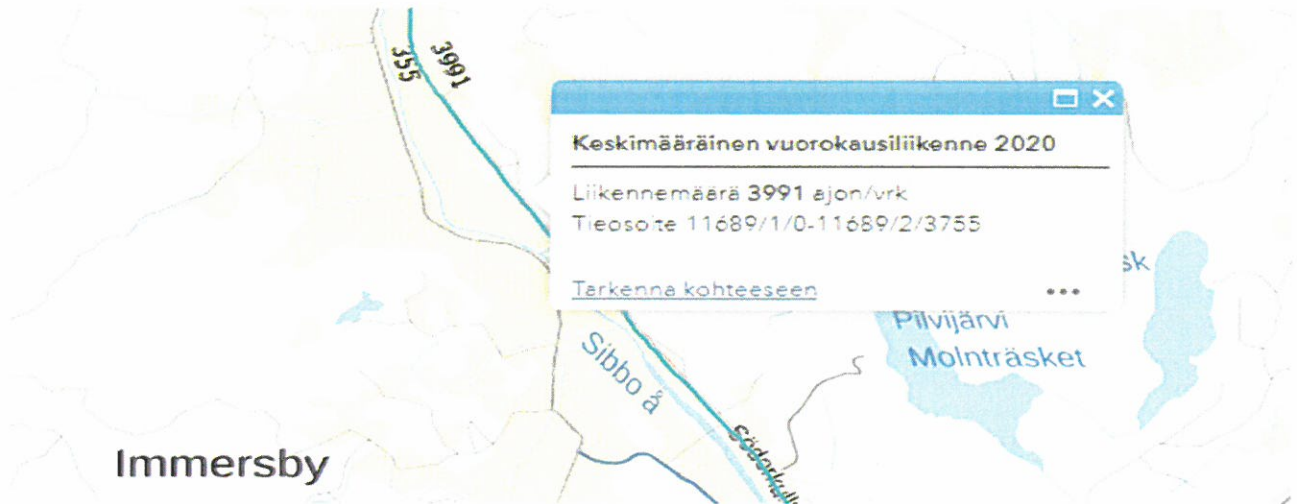 355
3991
Keskimääräinen vuorokausiliikenne 2020
Liikennemäärä 3991 ajon/vrk
Tieosoite 11689/1/0-11689/2/3755
Tarkenna kohteeseen
...
sk
Pilvijärvi
Molnträsket
Sibbo å
Söderkull
Immersby